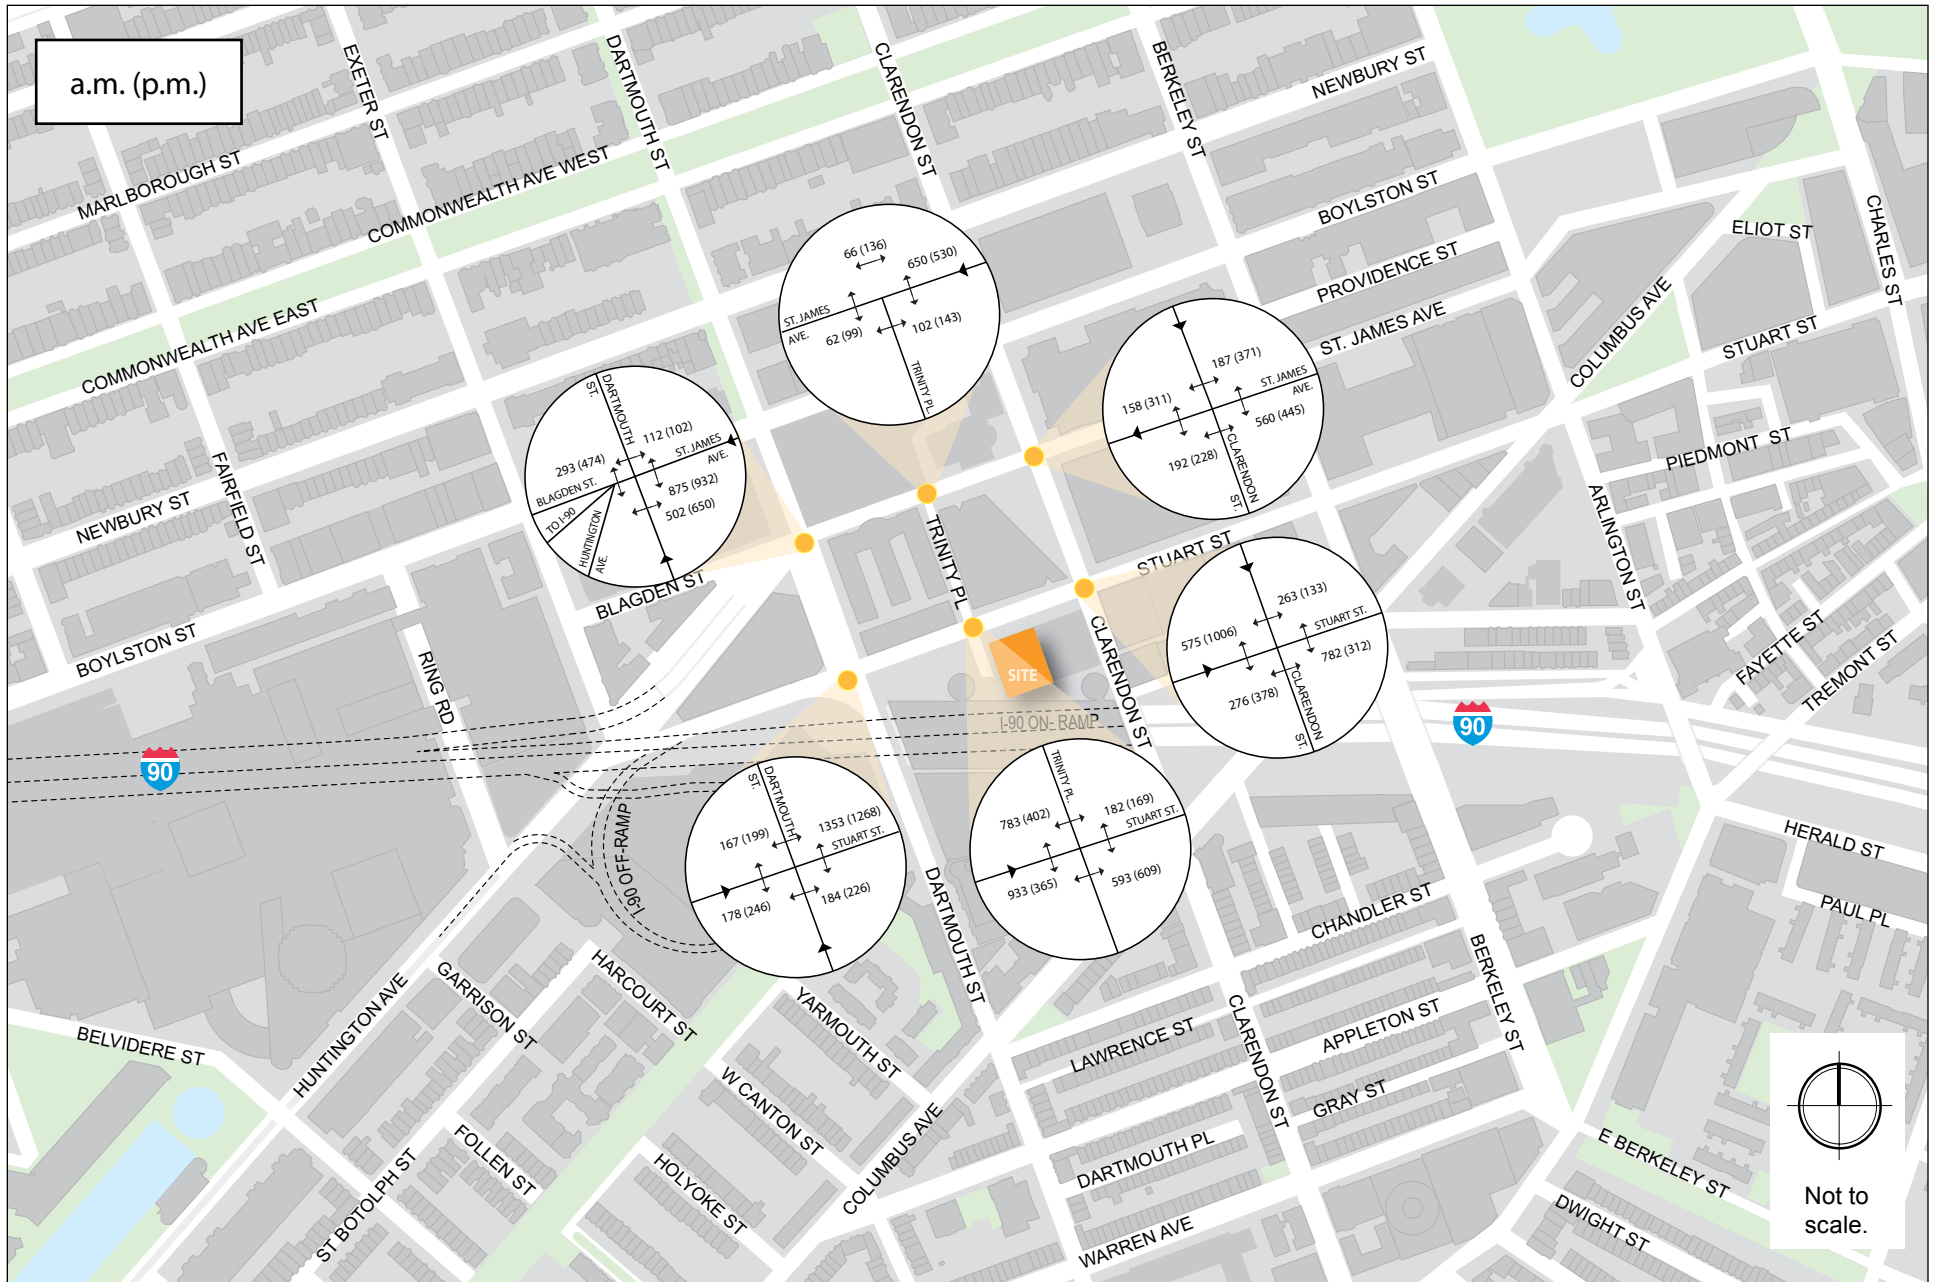 a.m. (p.m.)
EXETER ST
DARTMOUTH ST
CLARENDON ST
BERKELEY ST
NEWBURY ST
MARLBOROUGH ST
COMMONWEALTH AVE WEST
BOYLSTON ST
ELIOT ST
CHARLES ST
PROVIDENCE ST
COMMONWEALTH AVE EAST
ST. JAMES AVE
COLUMBUS AVE
STUART ST
66 (136)
650 (530)
ST. JAMES
AVE.
62 (99)
102 (143)
TRINITY PL.
187 (371)
ST. JAMES
AVE.
158 (311)
560 (445)
192 (228)
CLARENDON
ST.
DARTMOUTH
ST.
112 (102)
ST. JAMES
AVE.
293 (474)
BLAGDEN ST.
875 (932)
502 (650)
TO I-90
HUNTINGTON
AVE.
NEWBURY ST
FAIRFIELD ST
PIEDMONT ST
ARLINGTON ST
TRINITY PL
STUART ST
BLAGDEN ST
BOYLSTON ST
RING RD
CLARENDON ST
263 (133)
STUART ST.
575 (1006)
782 (312)
276 (378)
CLARENDON
ST.
FAYETTE ST
TREMONT ST
SITE
I-90 ON- RAMP
90
90
DARTMOUTH
ST.
167 (199)
1353 (1268)
STUART ST.
178 (246)
184 (226)
TRINITY PL.
783 (402)
182 (169)
STUART ST.
933 (365)
593 (609)
I-90 OFF-RAMP
HERALD ST
PAUL PL
DARTMOUTH ST
CHANDLER ST
BERKELEY ST
HUNTINGTON AVE
GARRISON ST
HARCOURT ST
YARMOUTH ST
BELVIDERE ST
LAWRENCE ST
CLARENDON ST
APPLETON ST
GRAY ST
W CANTON ST
COLUMBUS AVE
FOLLEN ST
ST BOTOLPH ST
HOLYOKE ST
DARTMOUTH PL
WARREN AVE
E BERKELEY ST
DWIGHT ST
Not to
scale.